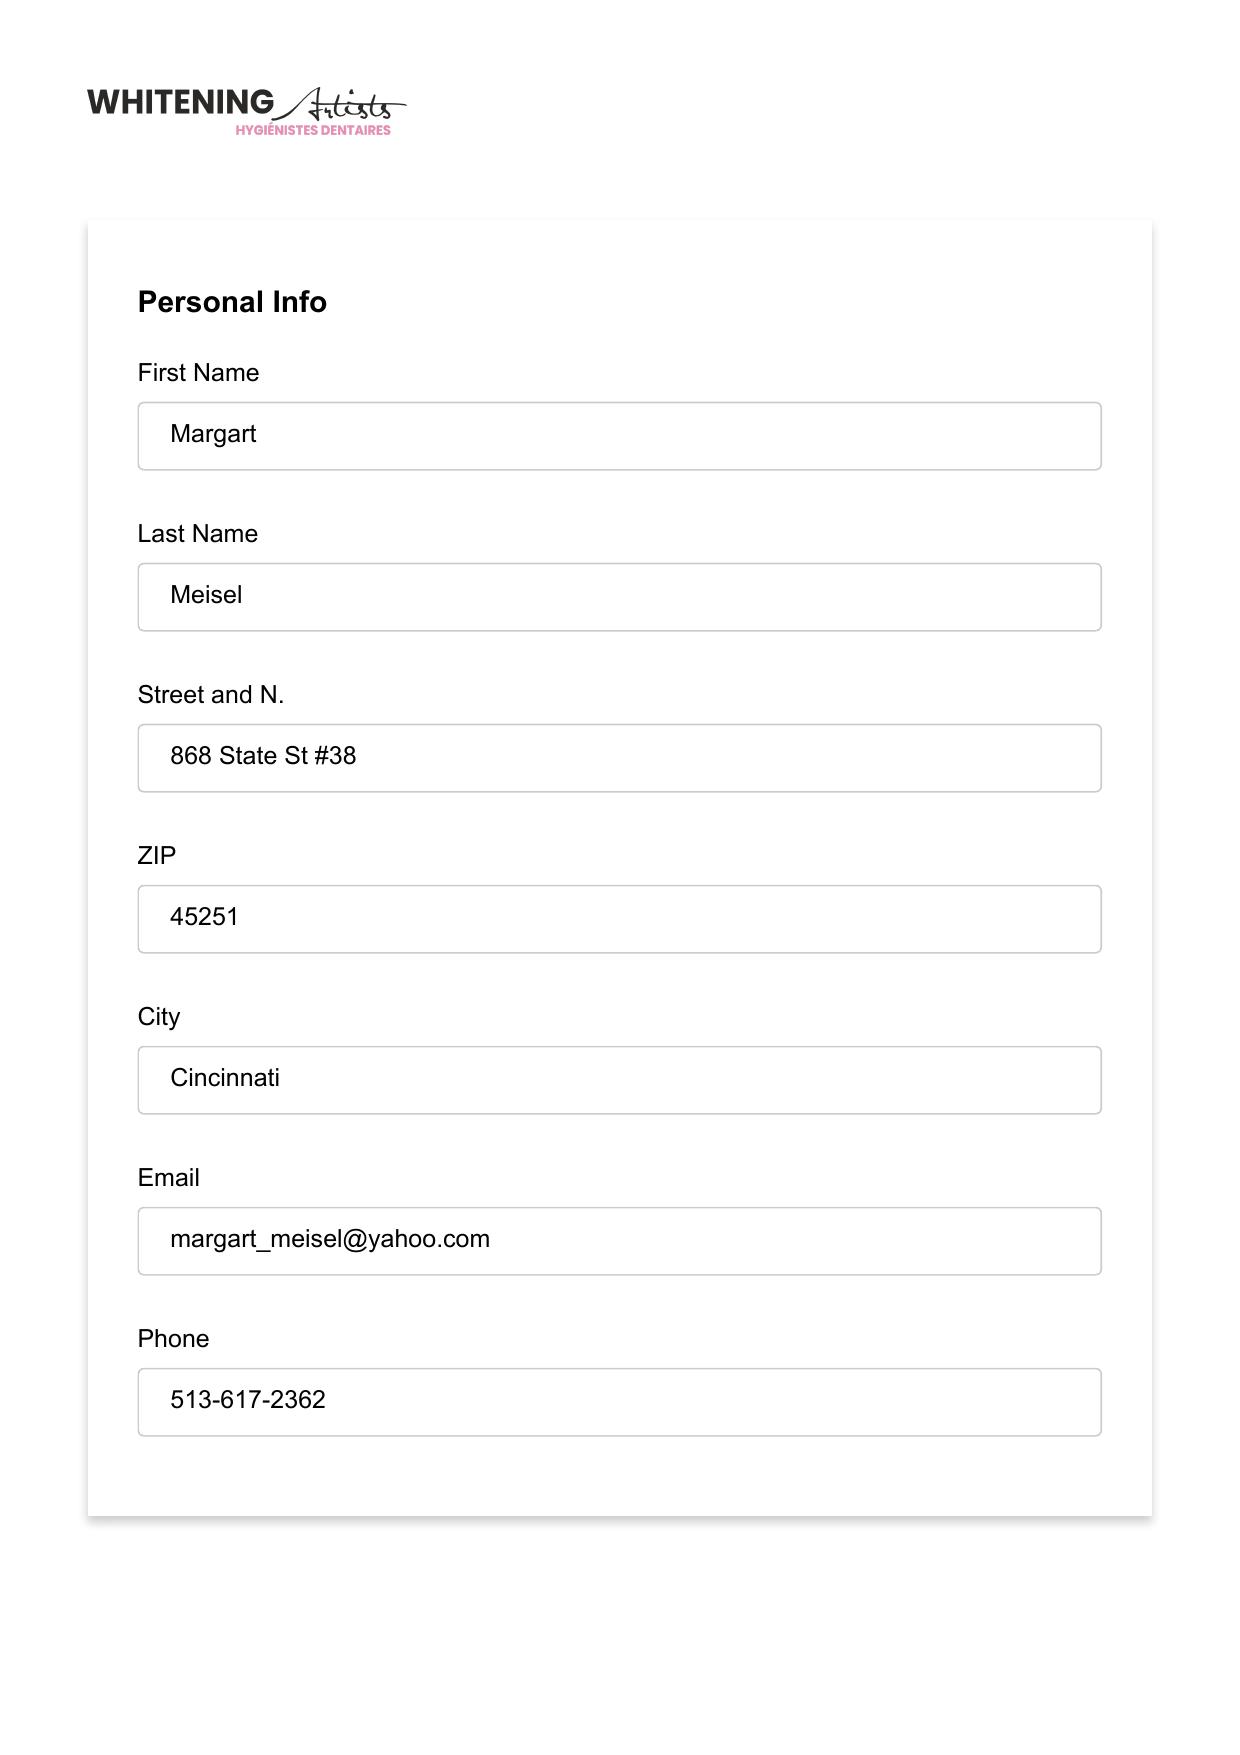 WHITENING Artists
HYGIÉNISTES DENTAIRES
Personal Info
First Name
Margart
Last Name
Meisel
Street and N.
868 State St #38
ZIP
45251
City
Cincinnati
Email
margart_meisel@yahoo.com
Phone
513-617-2362